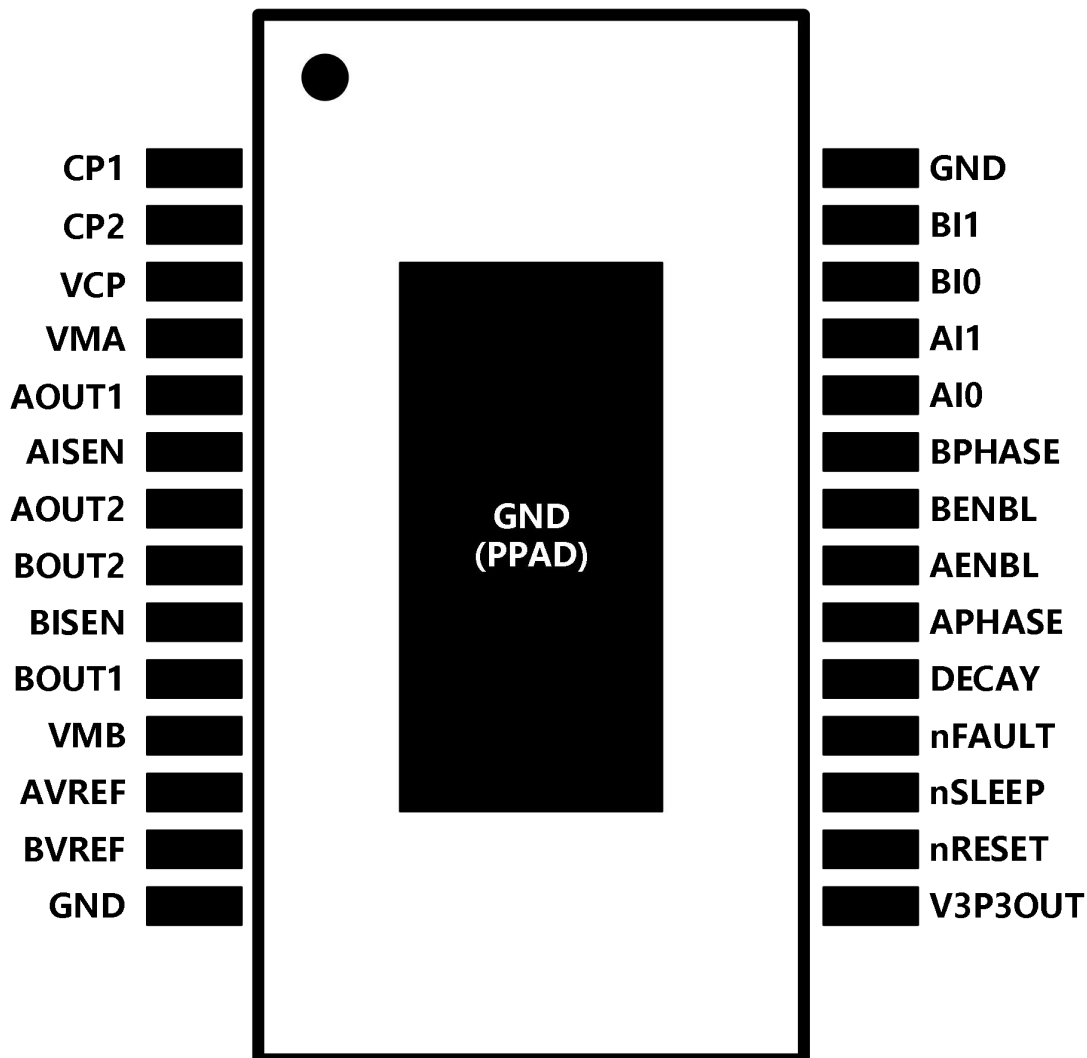 CP1
CP2
VCP
VMA
AOUT1
AISEN
AOUT2
BOUT2
BISEN
BOUT1
VMB
AVREF
BVREF
GND
GND
(PPAD)
GND
BI1
BI0
AI1
AI0
BPHASE
BENBL
AENBL
APHASE
DECAY
nFAULT
nSLEEP
nRESET
V3P3OUT